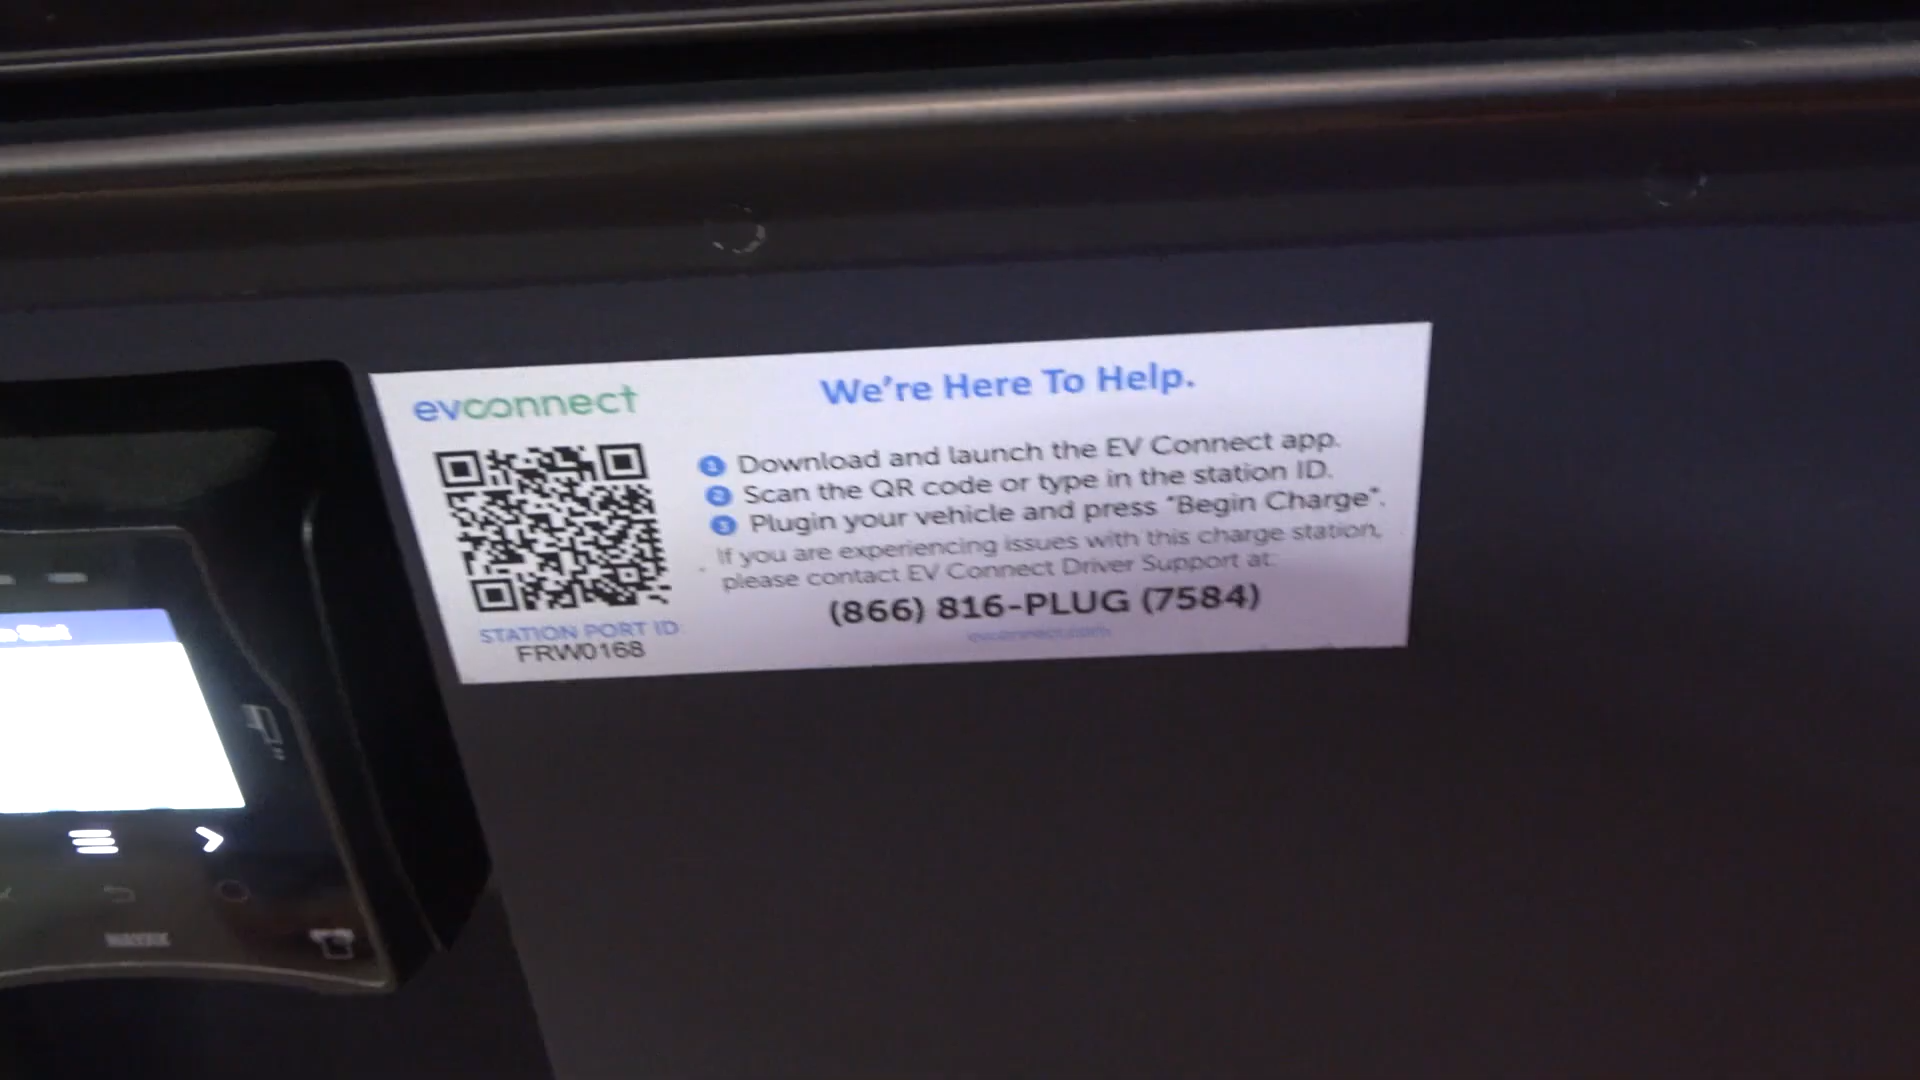 evconnect
We're Here To Help.
1 Download and launch the EV Connect app.
2 Scan the QR code or type in the station ID.
3 Plugin your vehicle and press "Begin Charge".
If you are experiencing issues with this charge station,
please contact EV Connect Driver Support at:
(866) 816-PLUG (7584)
evconnect.com
STATION PORT ID
FRW0168
NAYAX